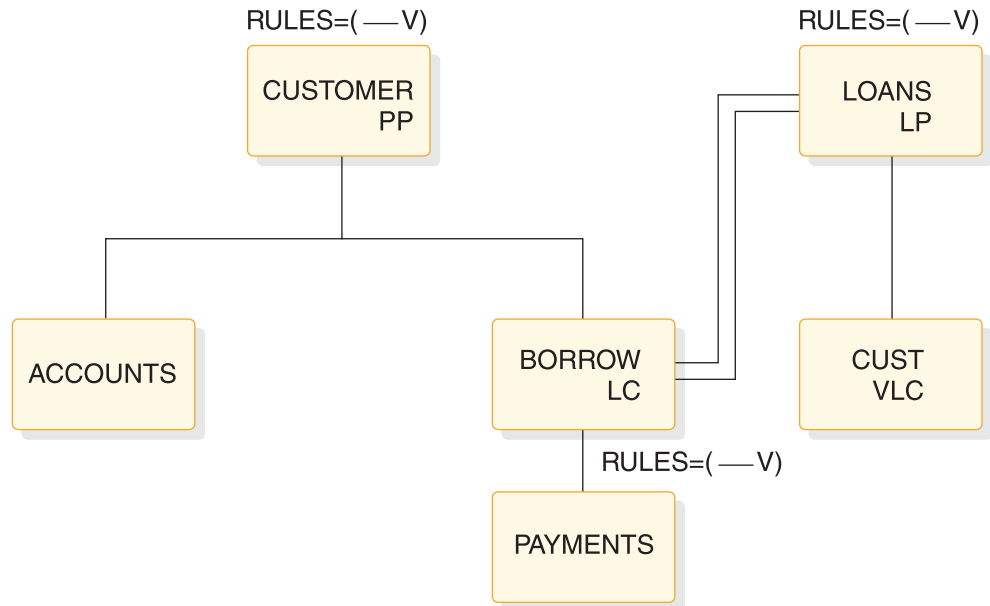 RULES=( —V)
RULES=( —V)
CUSTOMER
PP
LOANS
LP
ACCOUNTS
BORROW
LC
CUST
VLC
RULES=( —V)
PAYMENTS